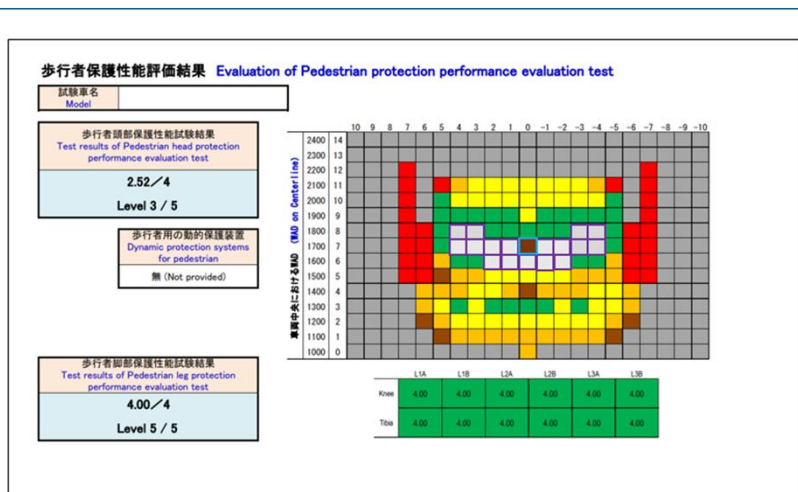 歩行者保護性能評価結果 Evaluation of Pedestrian protection performance evaluation test
試験車名
Model
歩行者頭部保護性能試験結果
Test results of Pedestrian head protection
performance evaluation test
2.52／4
Level 3 / 5
歩行者用の動的保護装置
Dynamic protection systems
for pedestrian
無 (Not provided)
歩行者脚部保護性能試験結果
Test results of Pedestrian leg protection
performance evaluation test
4.00／4
Level 5 / 5
車両中央におけるWAD (WAD on Centerline)
10 9 8 7 6 5 4 3 2 1 0 -1 -2 -3 -4 -5 -6 -7 -8 -9 -10
2400 14
2300 13
2200 12
2100 11
2000 10
1900 9
1800 8
1700 7
1600 6
1500 5
1400 4
1300 3
1200 2
1100 1
1000 0
L1A L1B L2A L2B L3A L3B
Knee 4.00 4.00 4.00 4.00 4.00 4.00
Tibia 4.00 4.00 4.00 4.00 4.00 4.00